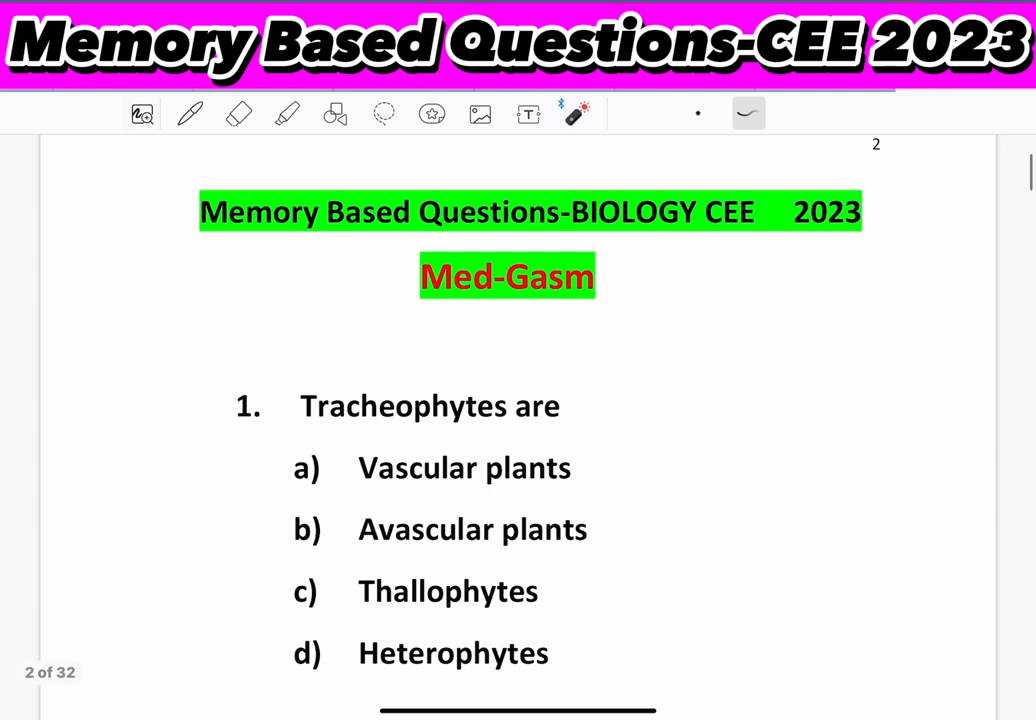 Memory Based Questions-CEE 2023
T
2
Memory Based Questions-BIOLOGY CEE 2023
Med-Gasm
1. Tracheophytes are
a) Vascular plants
b) Avascular plants
c) Thallophytes
d) Heterophytes
2 of 32